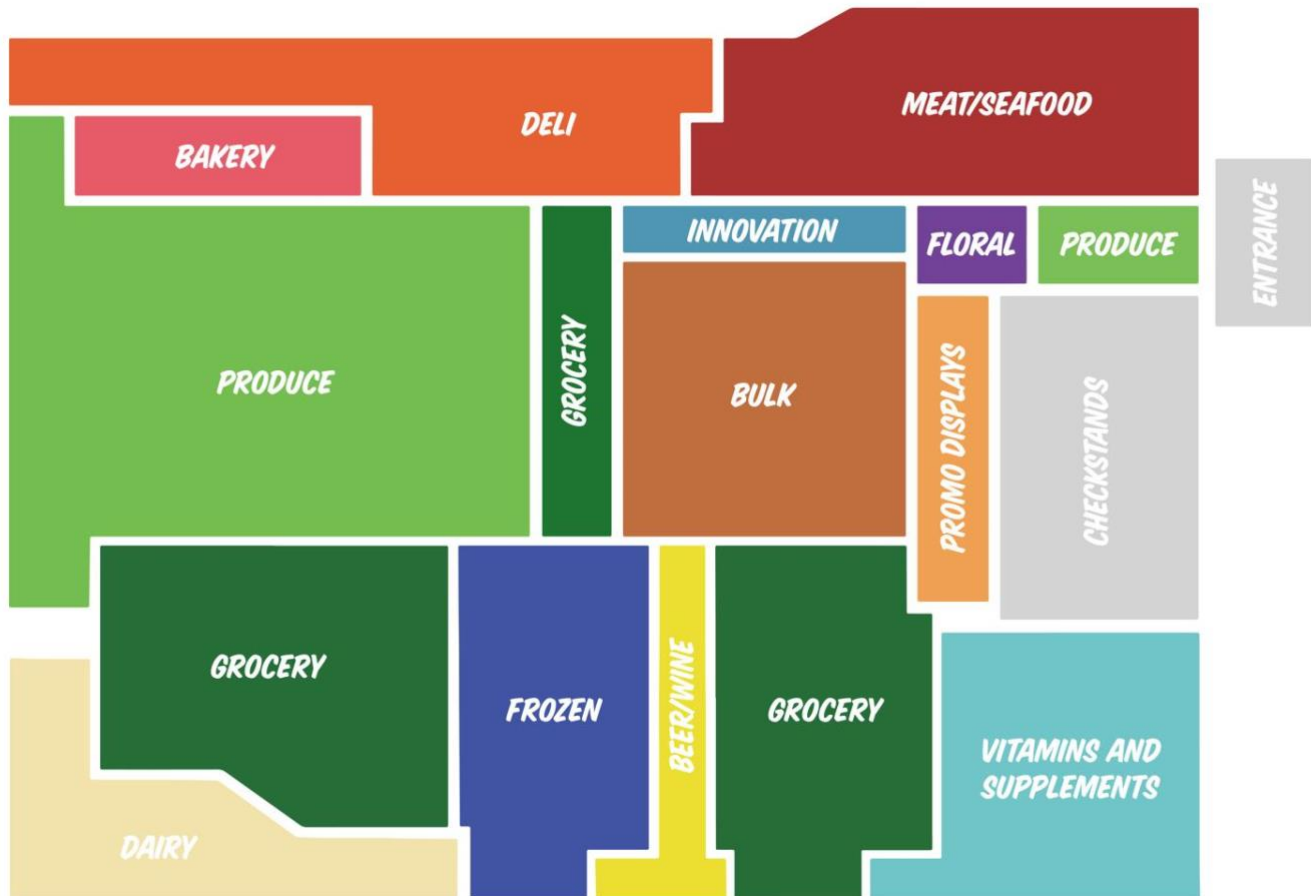 MEAT/SEAFOOD
DELI
BAKERY
ENTRANCE
INNOVATION
FLORAL
PRODUCE
PRODUCE
GROCERY
BULK
PROMO DISPLAYS
CHECKSTANDS
GROCERY
FROZEN
BEER/WINE
GROCERY
VITAMINS AND
SUPPLEMENTS
DAIRY